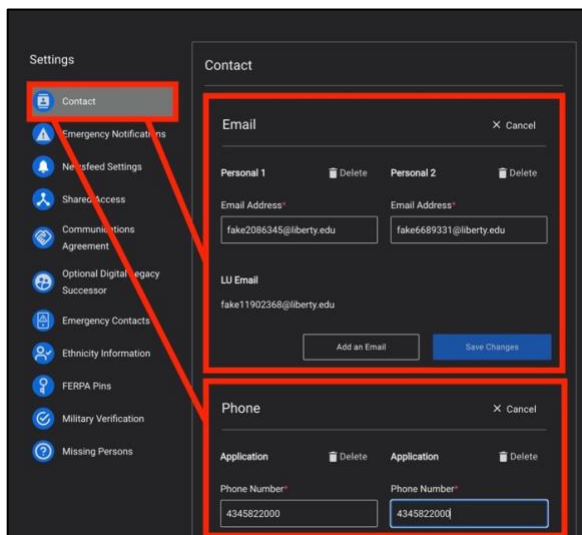 Settings
Contact
Emergency Notifications
Newsfeed Settings
Shared Access
Communications
Agreement
Optional Digital Legacy
Successor
Emergency Contacts
Ethnicity Information
FERPA Pins
Military Verification
Missing Persons
Contact
Email × Cancel
Personal 1 Delete Personal 2 Delete
Email Address* Email Address*
fake2086345@liberty.edu fake6689331@liberty.edu
LU Email
fake11902368@liberty.edu
Add an Email Save Changes
Phone × Cancel
Application Delete Application Delete
Phone Number* Phone Number*
4345822000 4345822000